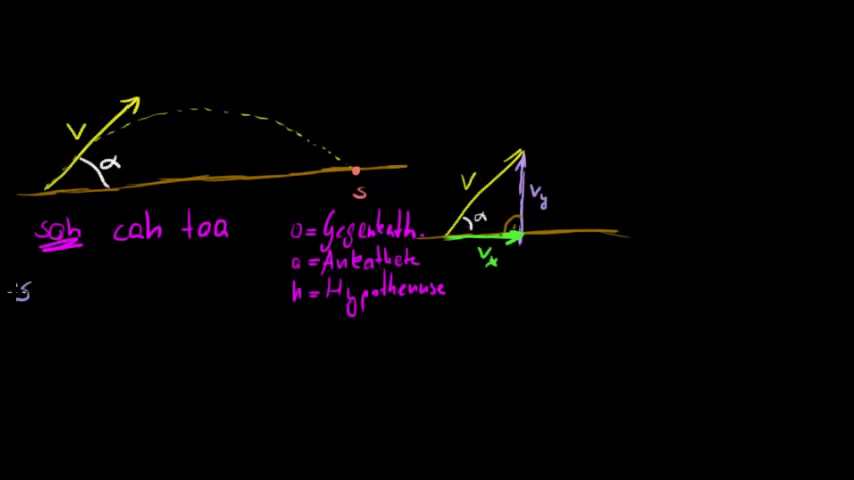 V
α
s
V
α
vy
vx
soh cah toa
o = Gegenkath.
a = Ankathete
h = Hypothenuse
s